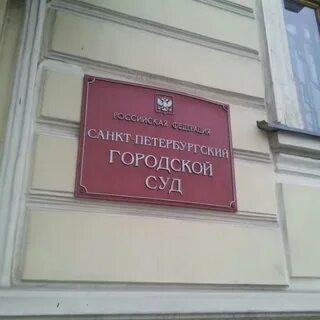 РОССИЙСКАЯ ФЕДЕРАЦИЯ
САНКТ-ПЕТЕРБУРГСКИЙ
ГОРОДСКОЙ
СУД